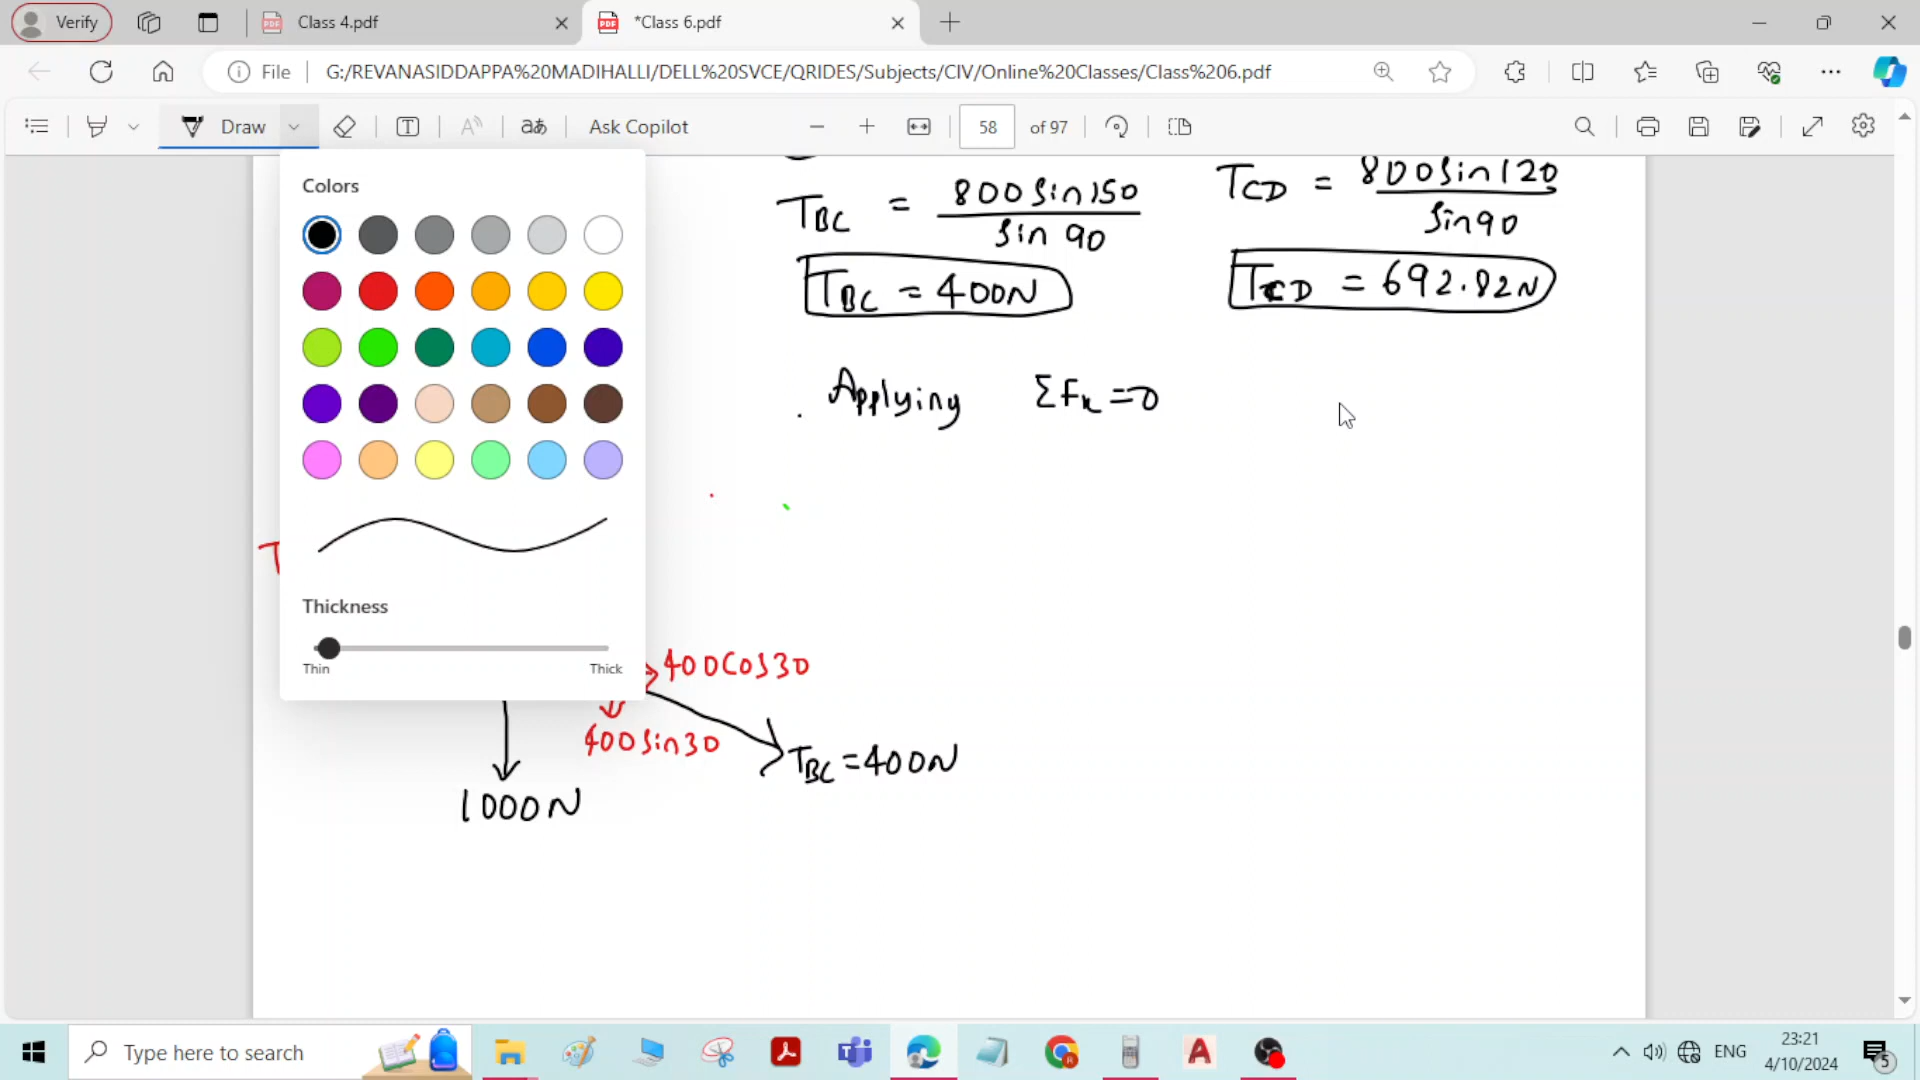 Verify
Class 4.pdf
*Class 6.pdf
File
G:/REVANASIDDAPPA%20MADIHALLI/DELL%20SVCE/QRIDES/Subjects/CIV/Online%20Classes/Class%206.pdf
Draw
Ask Copilot
58 of 97
Colors
Thickness
Thin
Thick
TBC = 800 sin 150 / sin 90
TCD = 800 sin 120 / sin 90
TBC = 400N
TCD = 692.82N
Applying ΣFx = 0
T
400 cos 30
400 sin 30
TBC = 400N
1000N
Type here to search
ENG
23:21
4/10/2024
5